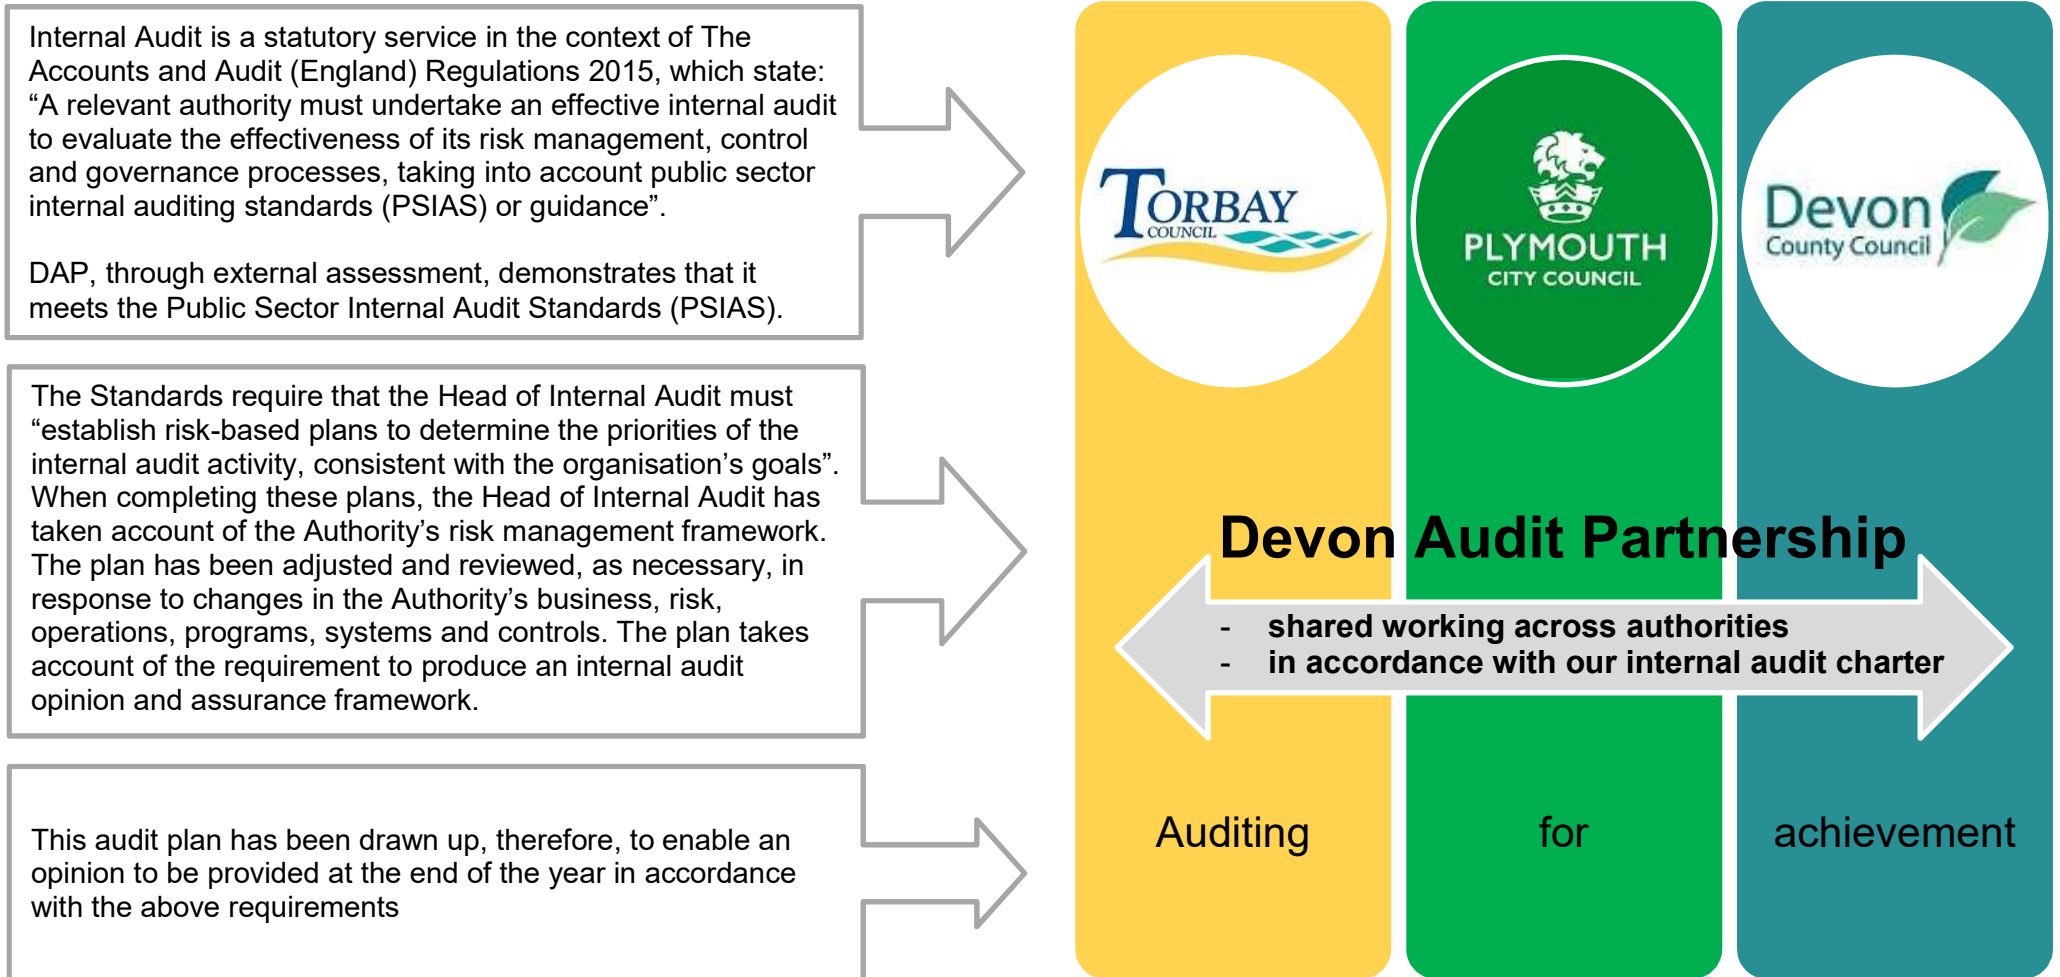 Internal Audit is a statutory service in the context of The
Accounts and Audit (England) Regulations 2015, which state:
“A relevant authority must undertake an effective internal audit
to evaluate the effectiveness of its risk management, control
and governance processes, taking into account public sector
internal auditing standards (PSIAS) or guidance”.
DAP, through external assessment, demonstrates that it
meets the Public Sector Internal Audit Standards (PSIAS).
The Standards require that the Head of Internal Audit must
“establish risk-based plans to determine the priorities of the
internal audit activity, consistent with the organisation’s goals”.
When completing these plans, the Head of Internal Audit has
taken account of the Authority’s risk management framework.
The plan has been adjusted and reviewed, as necessary, in
response to changes in the Authority’s business, risk,
operations, programs, systems and controls. The plan takes
account of the requirement to produce an internal audit
opinion and assurance framework.
This audit plan has been drawn up, therefore, to enable an
opinion to be provided at the end of the year in accordance
with the above requirements
TORBAY
COUNCIL
PLYMOUTH
CITY COUNCIL
Devon
County Council
Devon Audit Partnership
- shared working across authorities
- in accordance with our internal audit charter
Auditing for achievement